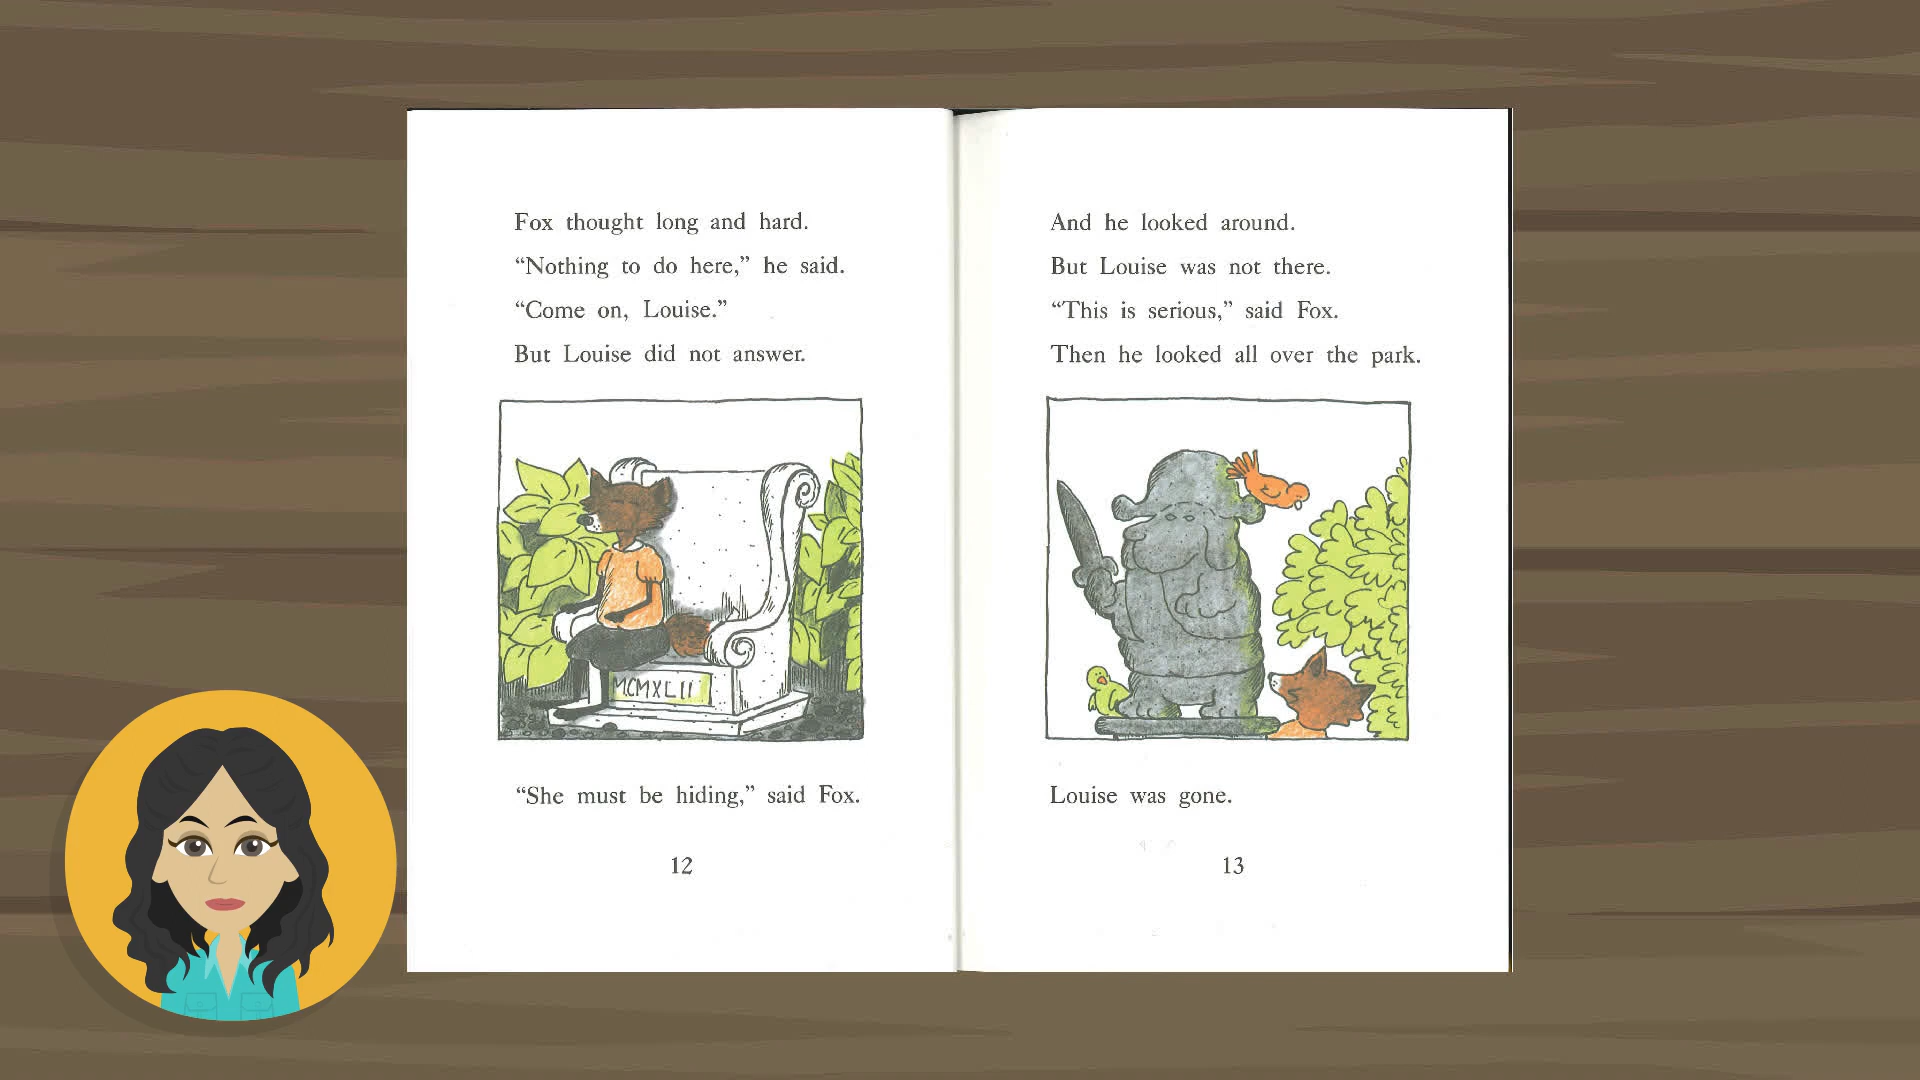 Fox thought long and hard.
“Nothing to do here,” he said.
“Come on, Louise.”
But Louise did not answer.
MCMXLII
“She must be hiding,” said Fox.
12
And he looked around.
But Louise was not there.
“This is serious,” said Fox.
Then he looked all over the park.
Louise was gone.
13